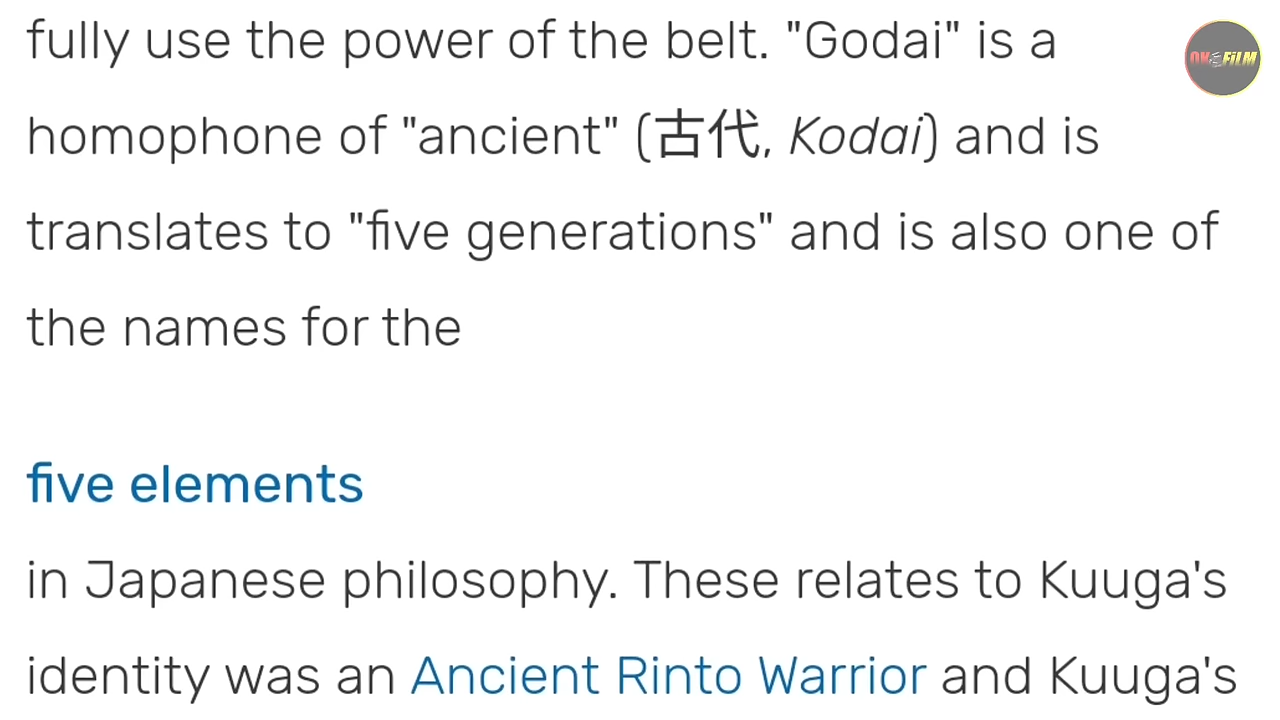 fully use the power of the belt. "Godai" is a
homophone of "ancient" (古代, Kodai) and is
translates to "five generations" and is also one of
the names for the
five elements
in Japanese philosophy. These relates to Kuuga's
identity was an Ancient Rinto Warrior and Kuuga's